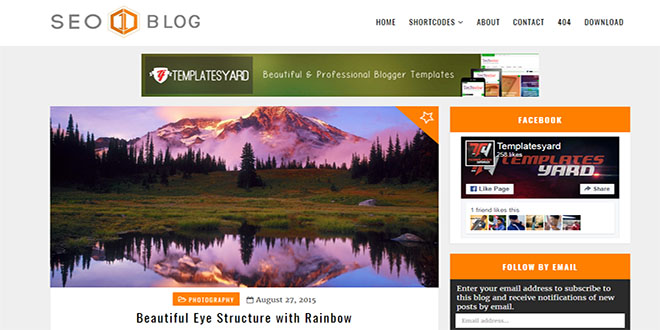 SEO 1 BLOG
HOME SHORTCODES ABOUT CONTACT 404 DOWNLOAD
TEMPLATESYARD Beautiful & Professional Blogger Templates
FACEBOOK
Templatesyard
258 likes
TEMPLATES
YARD
Like Page Share
1 friend likes this
FOLLOW BY EMAIL
Enter your email address to subscribe to
this blog and receive notifications of new
posts by email.
Email address...
PHOTOGRAPHY August 27, 2015
Beautiful Eye Structure with Rainbow